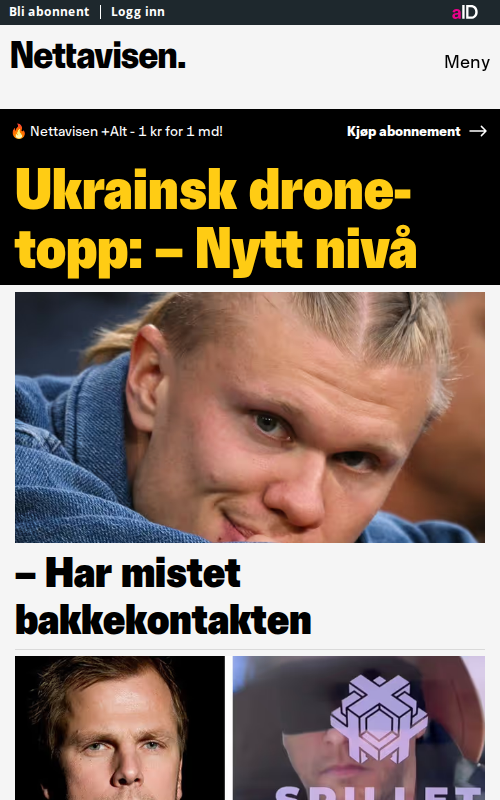 Bli abonnent | Logg inn
aID
Nettavisen.
Meny
🔥 Nettavisen +Alt - 1 kr for 1 md!
Kjøp abonnement →
Ukrainsk drone-
topp: – Nytt nivå
– Har mistet
bakkekontakten
SPILLET